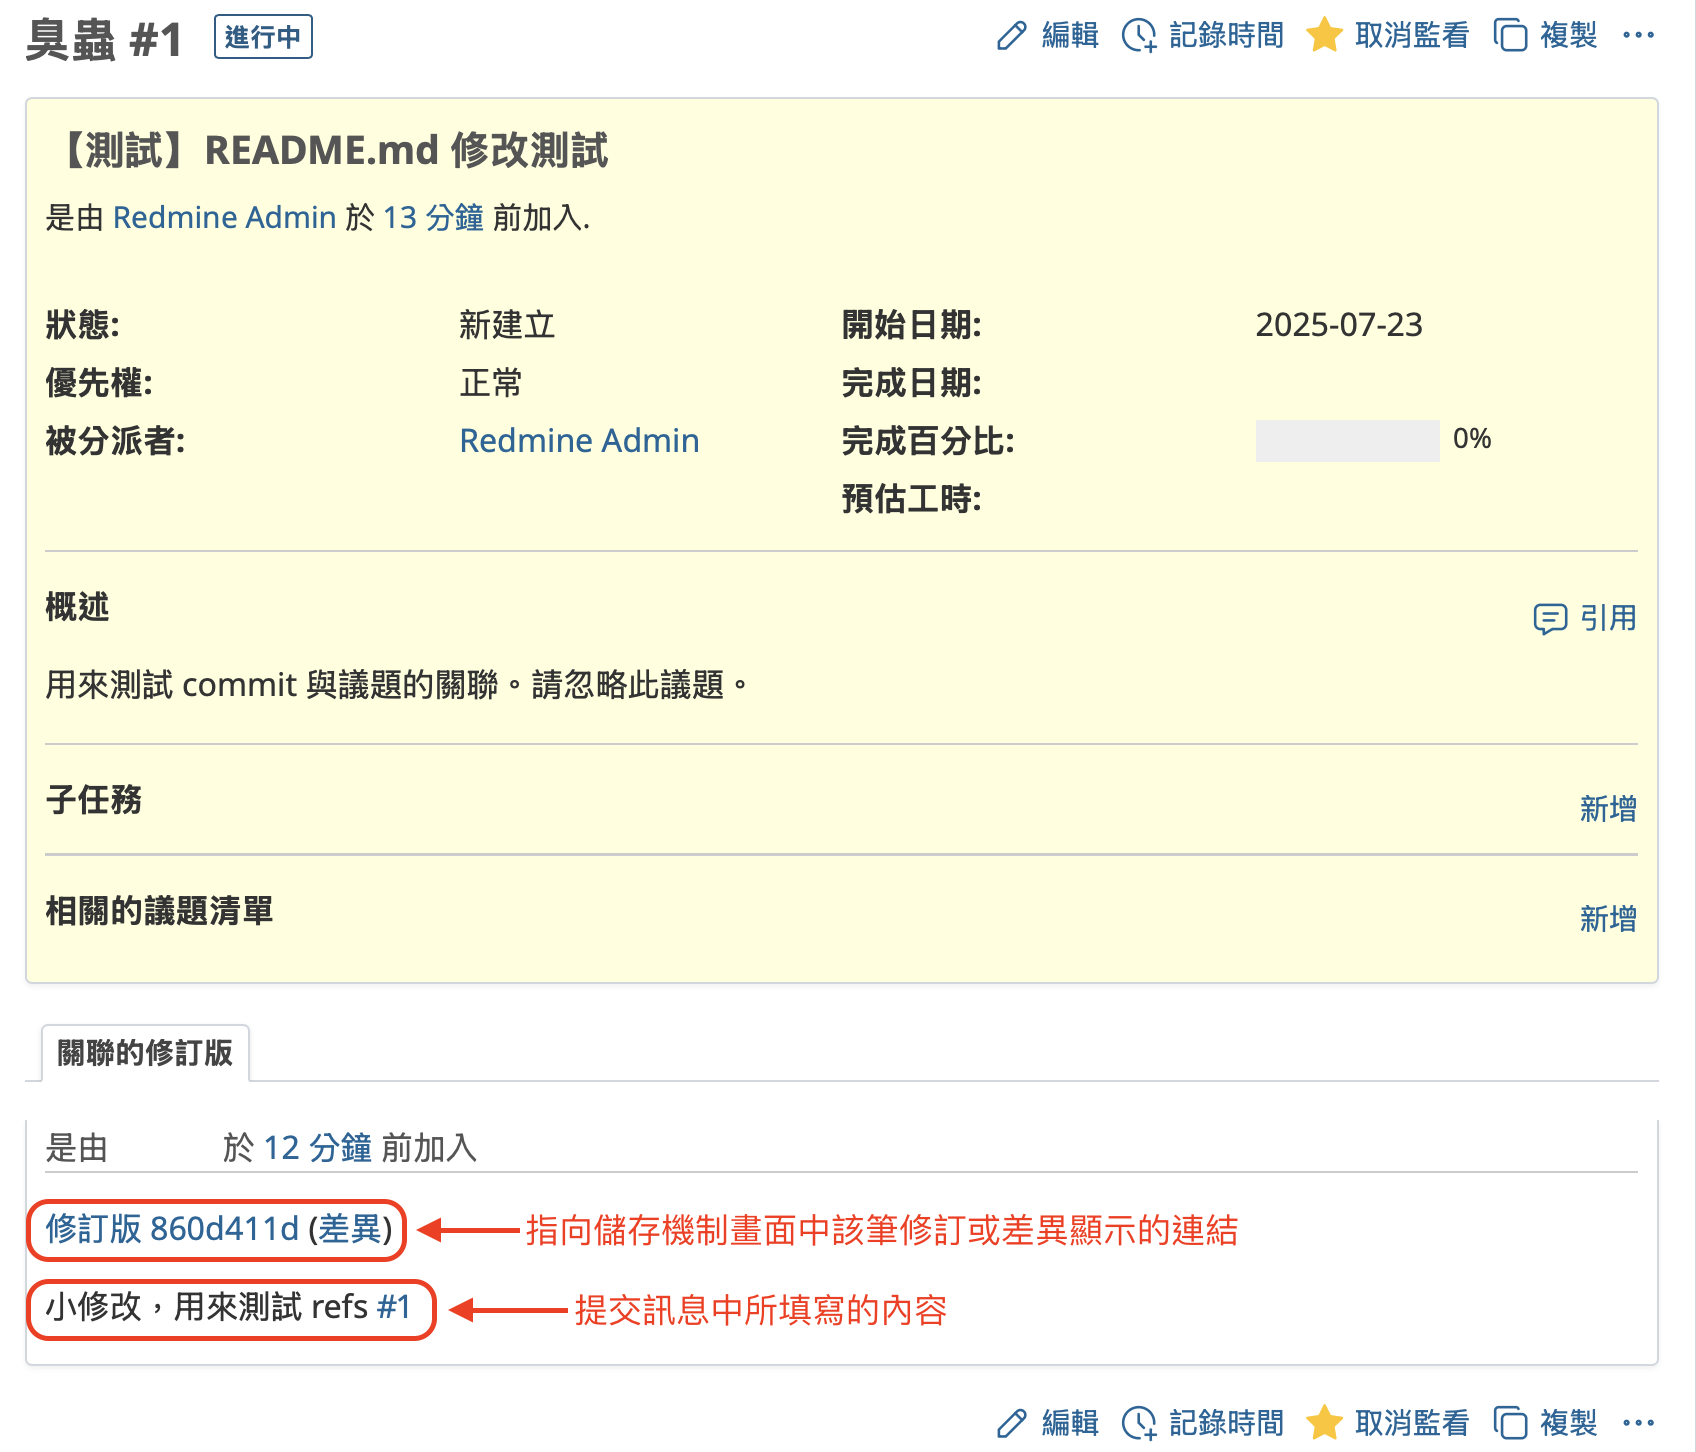 臭蟲 #1 進行中 編輯 記錄時間 取消監看 複製 ...
【測試】README.md 修改測試
是由 Redmine Admin 於 13 分鐘 前加入.
狀態: 新建立 開始日期: 2025-07-23
優先權: 正常 完成日期:
被分派者: Redmine Admin 完成百分比: 0%
預估工時:
概述 引用
用來測試 commit 與議題的關聯。請忽略此議題。
子任務 新增
相關的議題清單 新增
關聯的修訂版
是由 於 12 分鐘 前加入
修訂版 860d411d (差異) 指向儲存機制畫面中該筆修訂或差異顯示的連結
小修改，用來測試 refs #1 提交訊息中所填寫的內容
編輯 記錄時間 取消監看 複製 ...